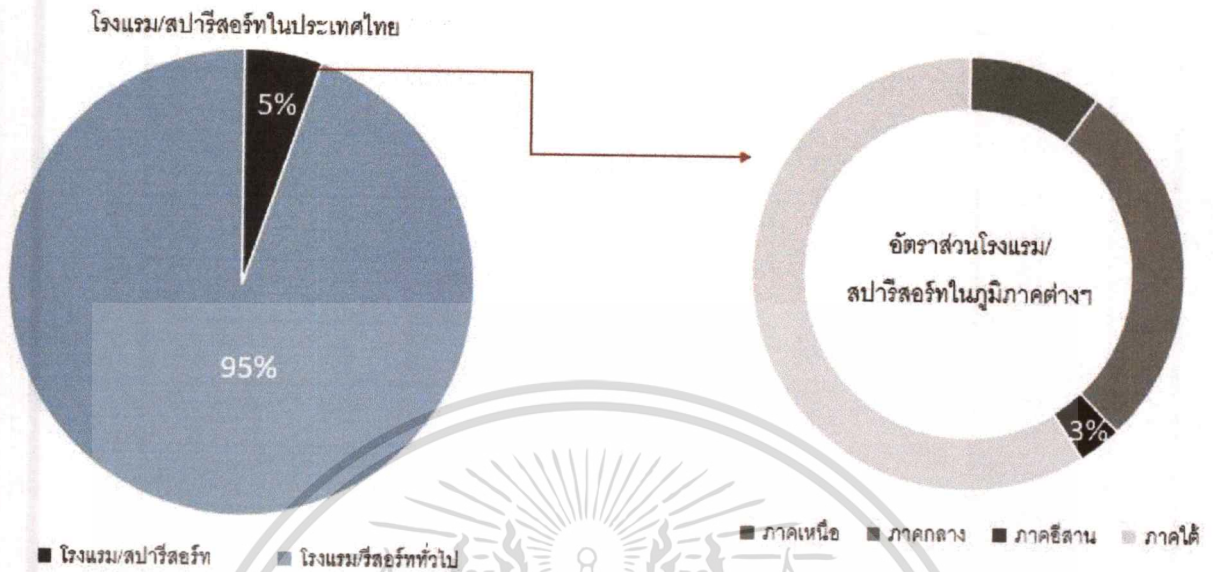 โรงแรม/สปารีสอร์ทในประเทศไทย
5%
95%
โรงแรม/สปารีสอร์ท
โรงแรม/รีสอร์ททั่วไป
อัตราส่วนโรงแรม/
สปารีสอร์ทในภูมิภาคต่างๆ
3%
ภาคเหนือ
ภาคกลาง
ภาคอีสาน
ภาคใต้